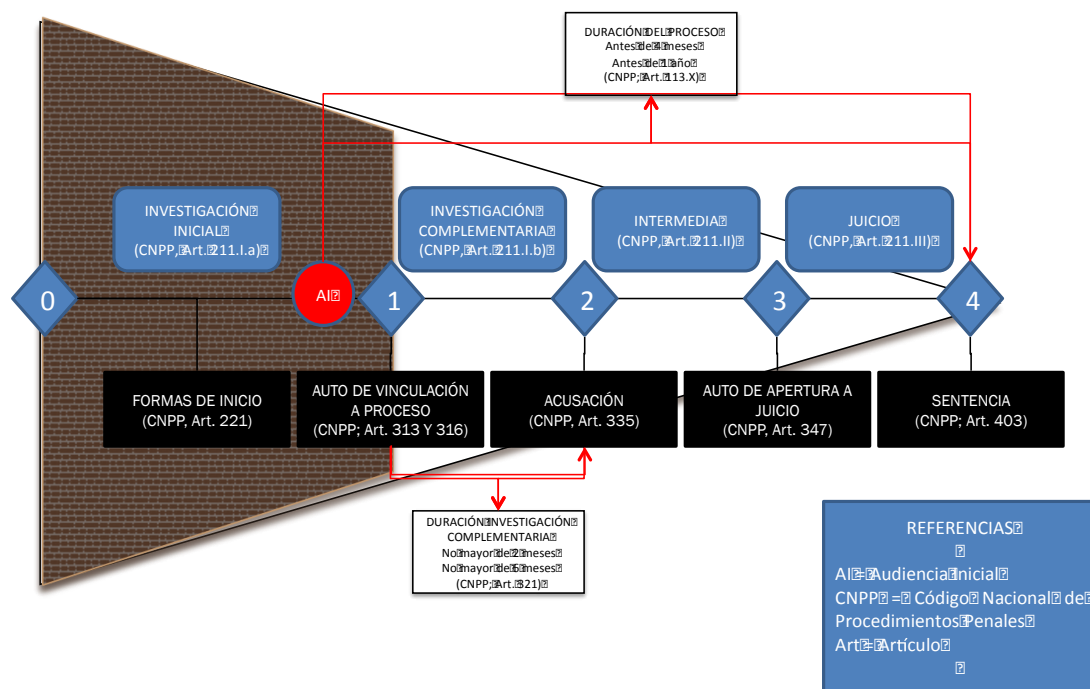 DURACIÓN DEL PROCESO
Antes de 4 meses
Antes de 1 año
(CNPP; Art. 113.X)
INVESTIGACIÓN
INICIAL
(CNPP, Art. 211.I.a)
INVESTIGACIÓN
COMPLEMENTARIA
(CNPP, Art. 211.I.b)
INTERMEDIA
(CNPP, Art. 211.II)
JUICIO
(CNPP, Art. 211.III)
0
AI
1
2
3
4
FORMAS DE INICIO
(CNPP, Art. 221)
AUTO DE VINCULACIÓN
A PROCESO
(CNPP; Art. 313 Y 316)
ACUSACIÓN
(CNPP, Art. 335)
AUTO DE APERTURA A
JUICIO
(CNPP, Art. 347)
SENTENCIA
(CNPP; Art. 403)
DURACIÓN INVESTIGACIÓN
COMPLEMENTARIA
No mayor de 2 meses
No mayor de 6 meses
(CNPP; Art. 321)
REFERENCIAS
AI = Audiencia Inicial
CNPP = Código Nacional de
Procedimientos Penales
Art = Artículo